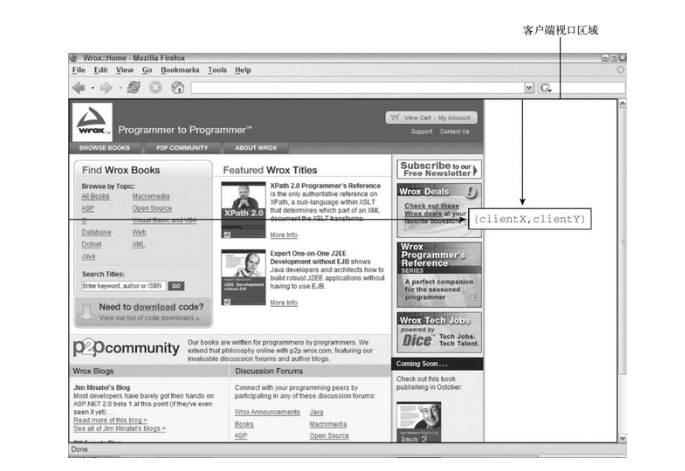 客户端视口区域
Wrox::Home - Mozilla Firefox
File Edit View Go Bookmarks Tools Help
wrox
Programmer to Programmer™
View Cart | My Account
Support Contact Us
BROWSE BOOKS P2P COMMUNITY ABOUT WROX
Find Wrox Books
Browse by Topic:
All Books Macromedia
ASP Open Source
Visual Basic and VBA
Database Web
Dotnet XML
Java
Search Titles:
Enter keyword, author or ISBN GO
Need to download code?
View our list of code downloads »
Featured Wrox Titles
XPath 2.0
XPath 2.0 Programmer's Reference
is the only authoritative reference on
XPath, a sub-language within XSLT
that determines which part of an XML
document the XSLT transforms.
More Info
Expert One-on-One J2EE
Development without EJB shows
Java developers and architects how to
build robust J2EE applications without
having to use EJB.
More Info
Subscribe to our
Free Newsletter
Wrox Deals
Check out these
Wrox deals at your
favorite bookstore
(clientX,clientY)
Wrox
Programmer's
Reference
SERIES
A perfect companion
for the seasoned
programmer
Wrox Tech Jobs
powered by
Dice™ Tech Jobs.
Tech Talent.
p2pcommunity
Our books are written for programmers by programmers. We
extend that philosophy online with p2p.wrox.com, featuring our
invaluable discussion forums and author blogs.
Wrox Blogs
Jim Minatel's Blog
Most developers have barely got their hands on
ASP.NET 2.0 beta 1 at this point (if they've even
seen it yet) . . .
Read more of this blog >
See all of Jim Minatel's blogs >
Discussion Forums
Connect with your programming peers by
participating in any of these discussion forums:
Wrox Announcements Java
Books Macromedia
ASP Open Source
Coming Soon . . .
Check out this book
publishing in October:
Java 2
Done